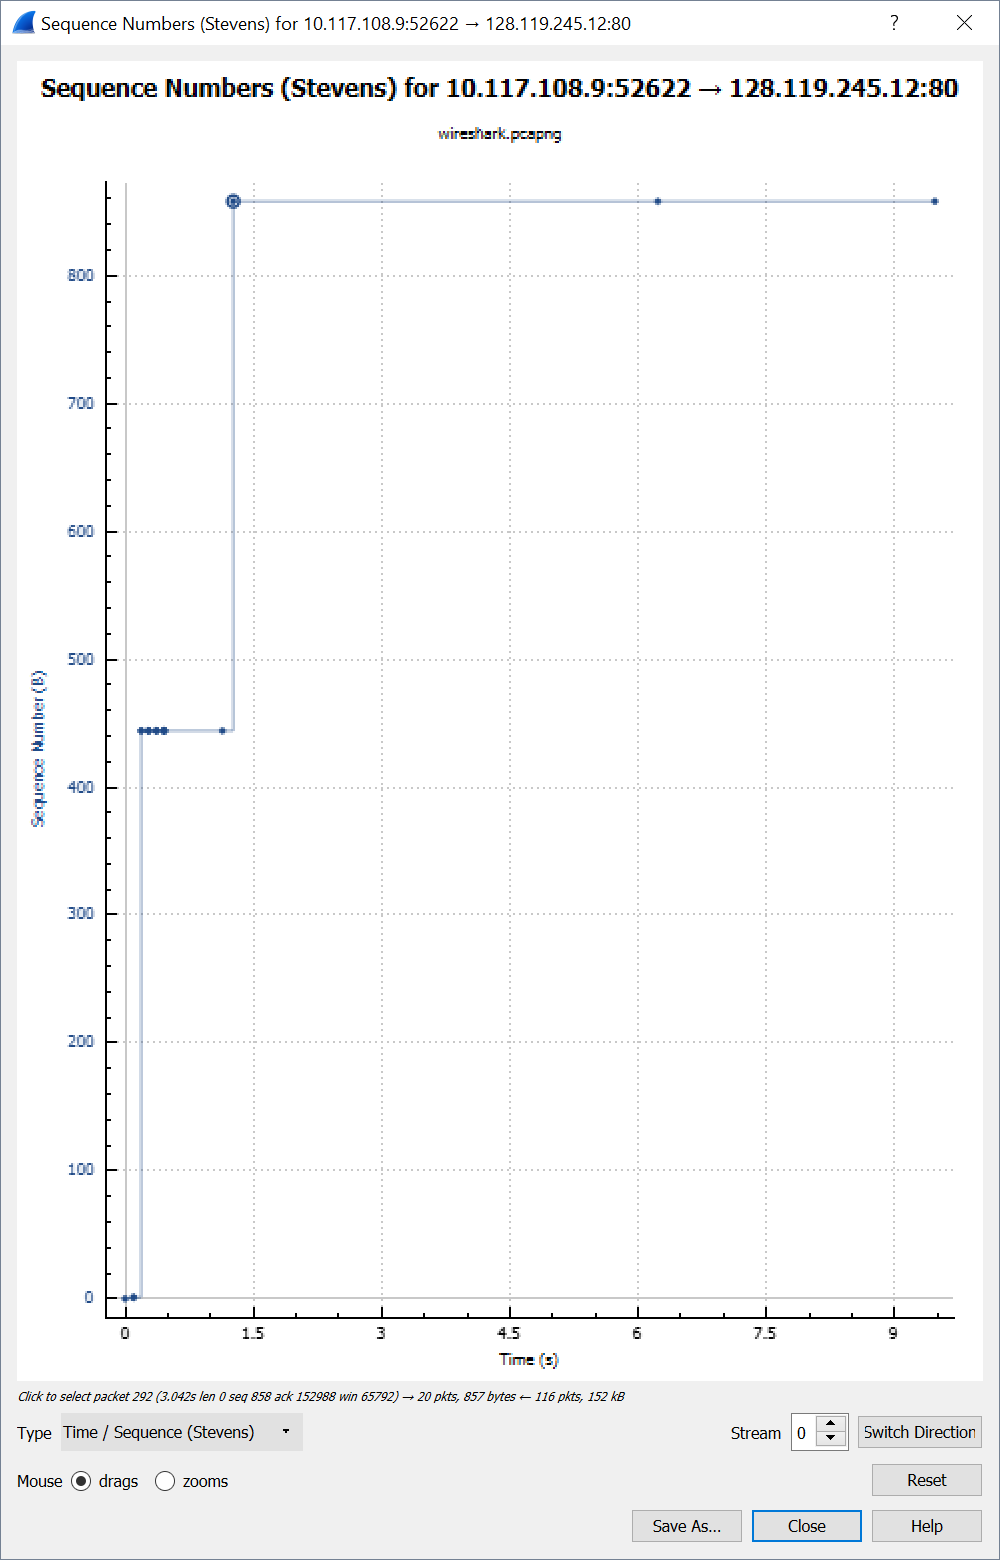 Sequence Numbers (Stevens) for 10.117.108.9:52622 → 128.119.245.12:80 ?
Sequence Numbers (Stevens) for 10.117.108.9:52622 → 128.119.245.12:80
wireshark.pcapng
800
700
600
500
400
300
200
100
0
Sequence Number (B)
0 1.5 3 4.5 6 7.5 9
Time (s)
Click to select packet 292 (3.042s len 0 seq 858 ack 152988 win 65792) → 20 pkts, 857 bytes ← 116 pkts, 152 kB
Type Time / Sequence (Stevens) Stream 0 Switch Direction
Mouse drags zooms Reset
Save As... Close Help